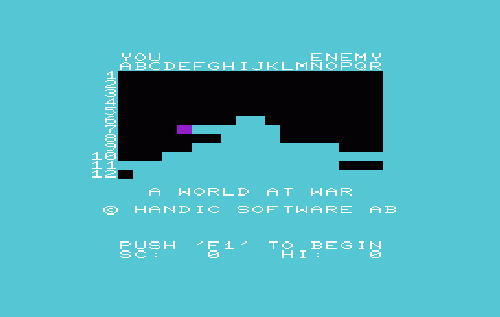 YOU ENEMY
ABCDEFGHIJKLMNOPQR
1
2
3
4
5
6
7
8
9
10
11
12
A WORLD AT WAR
© HANDIC SOFTWARE AB
PUSH 'F1' TO BEGIN
SC: 0 HI: 0